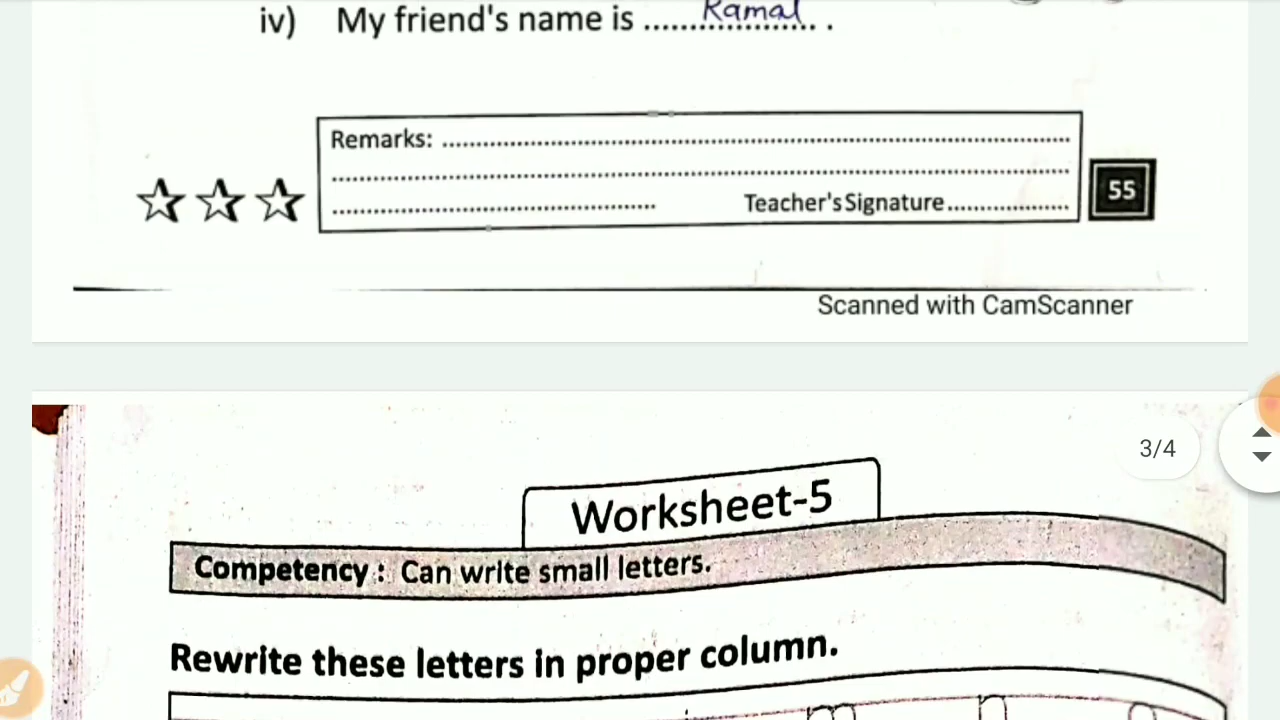 iv) My friend's name is ....Kamal.... .
Remarks: ........................................
........................................
........................................ Teacher's Signature....................
55
Scanned with CamScanner
3/4
Worksheet-5
Competency : Can write small letters.
Rewrite these letters in proper column.